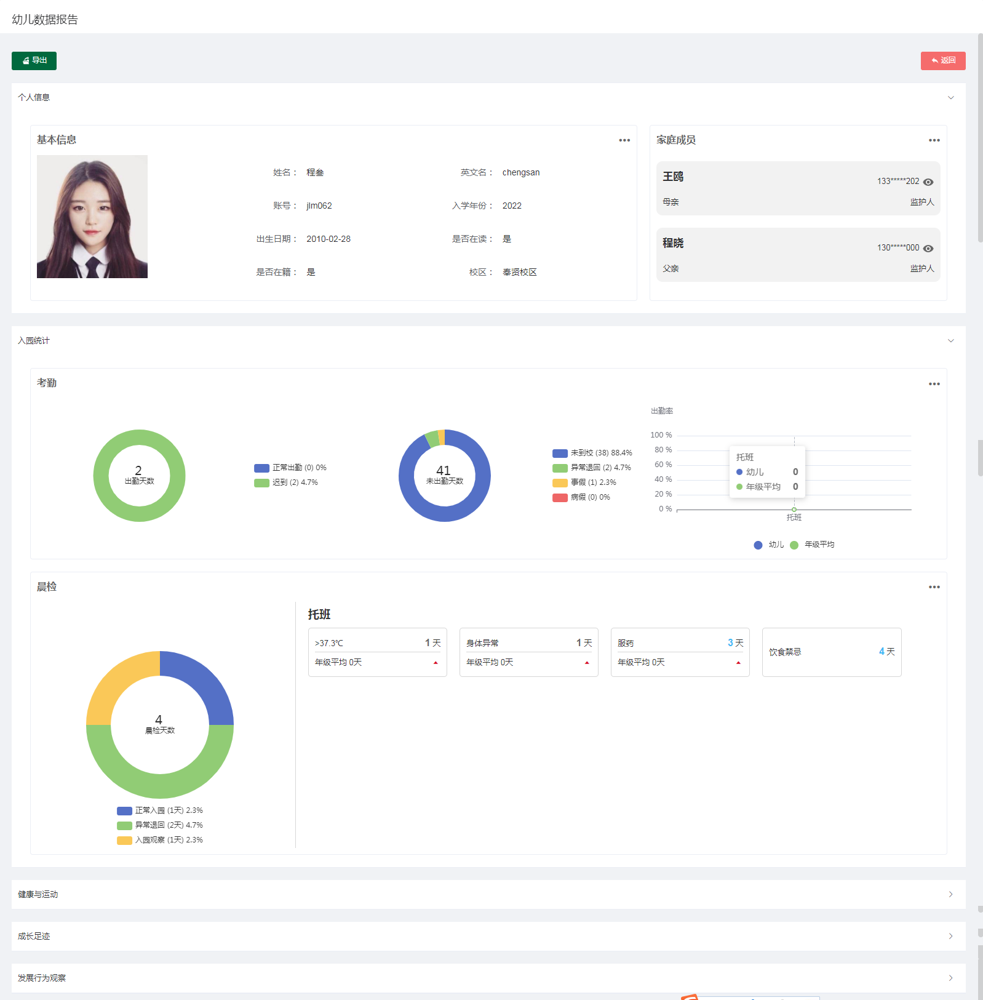 幼儿数据报告
导出
返回
个人信息
基本信息
姓名： 程叁 英文名： chengsan
账号： jlm062 入学年份： 2022
出生日期： 2010-02-28 是否在读： 是
是否在籍： 是 校区： 奉贤校区
家庭成员
王鸥 133*****202
母亲 监护人
程晓 130*****000
父亲 监护人
入园统计
考勤
2
出勤天数
正常出勤 (0) 0%
迟到 (2) 4.7%
41
未出勤天数
未到校 (38) 88.4%
异常退回 (2) 4.7%
事假 (1) 2.3%
病假 (0) 0%
出勤率
100 %
80 %
60 %
40 %
20 %
0 %
托班
幼儿 0
年级平均 0
托班
幼儿 年级平均
晨检
4
晨检天数
正常入园 (1天) 2.3%
异常退回 (2天) 4.7%
入园观察 (1天) 2.3%
托班
>37.3℃ 1 天
年级平均 0天
身体异常 1 天
年级平均 0天
服药 3 天
年级平均 0天
饮食禁忌 4 天
健康与运动
成长足迹
发展行为观察